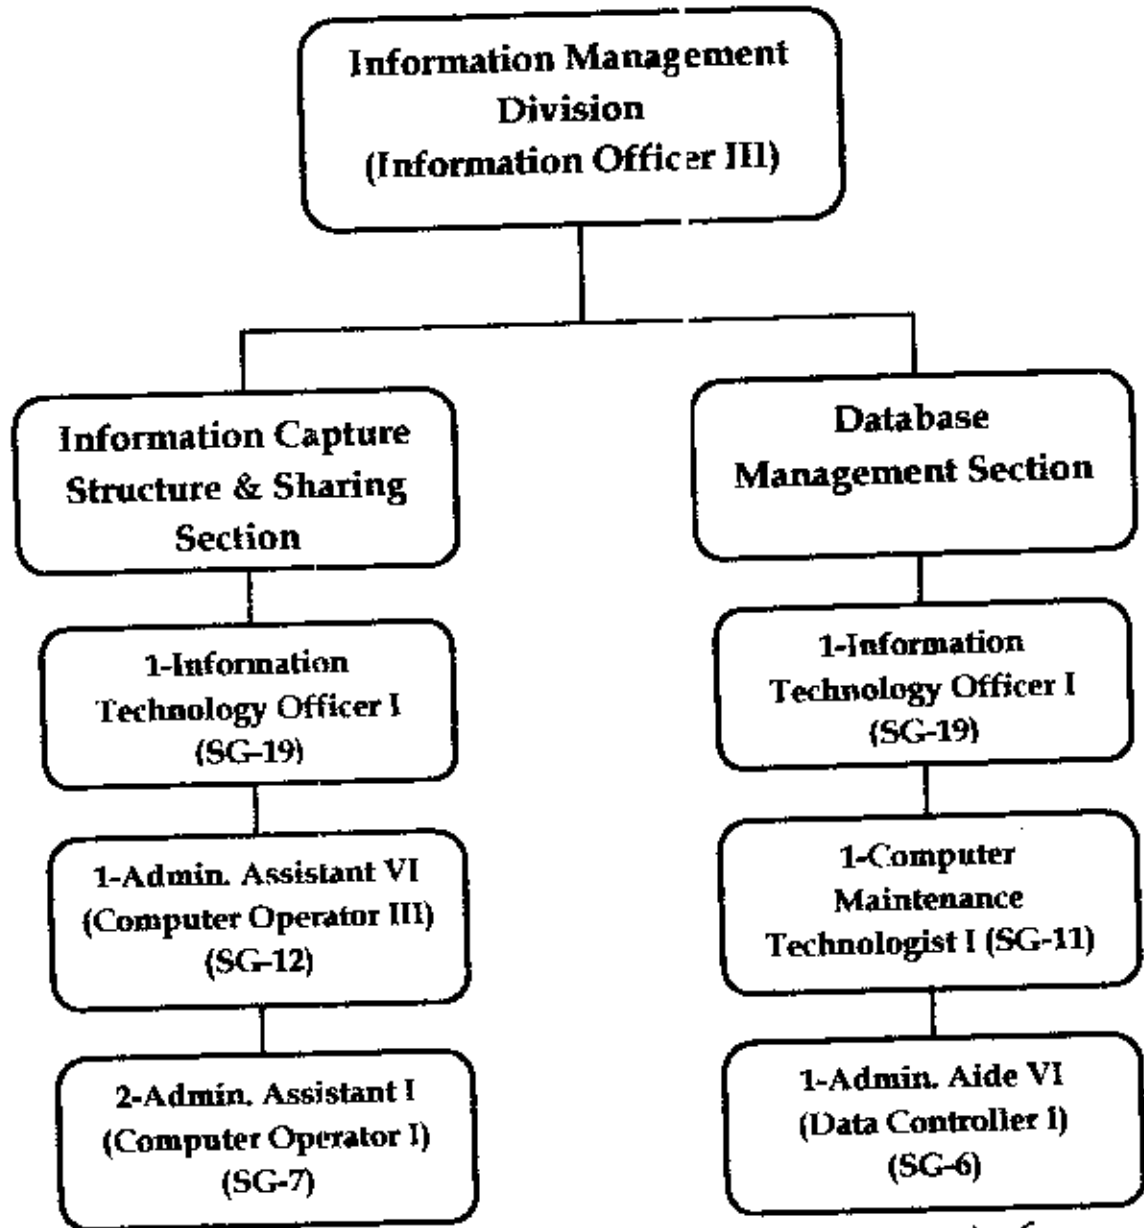 Information Management
Division
(Information Officer III)
Information Capture
Structure & Sharing
Section
Database
Management Section
1-Information
Technology Officer I
(SG-19)
1-Information
Technology Officer I
(SG-19)
1-Admin. Assistant VI
(Computer Operator III)
(SG-12)
1-Computer
Maintenance
Technologist I (SG-11)
2-Admin. Assistant I
(Computer Operator I)
(SG-7)
1-Admin. Aide VI
(Data Controller I)
(SG-6)